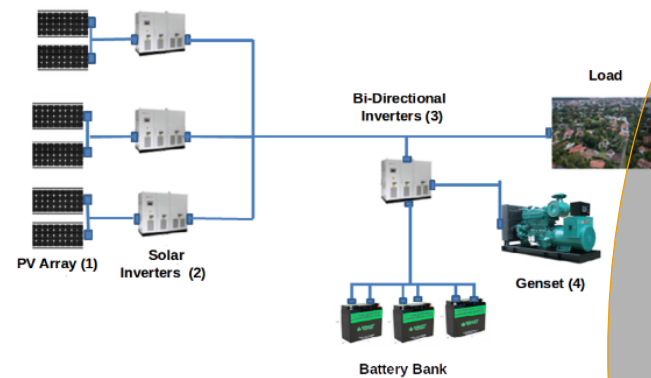 Load
Bi-Directional
Inverters (3)
PV Array (1)
Solar
Inverters (2)
Genset (4)
Battery Bank